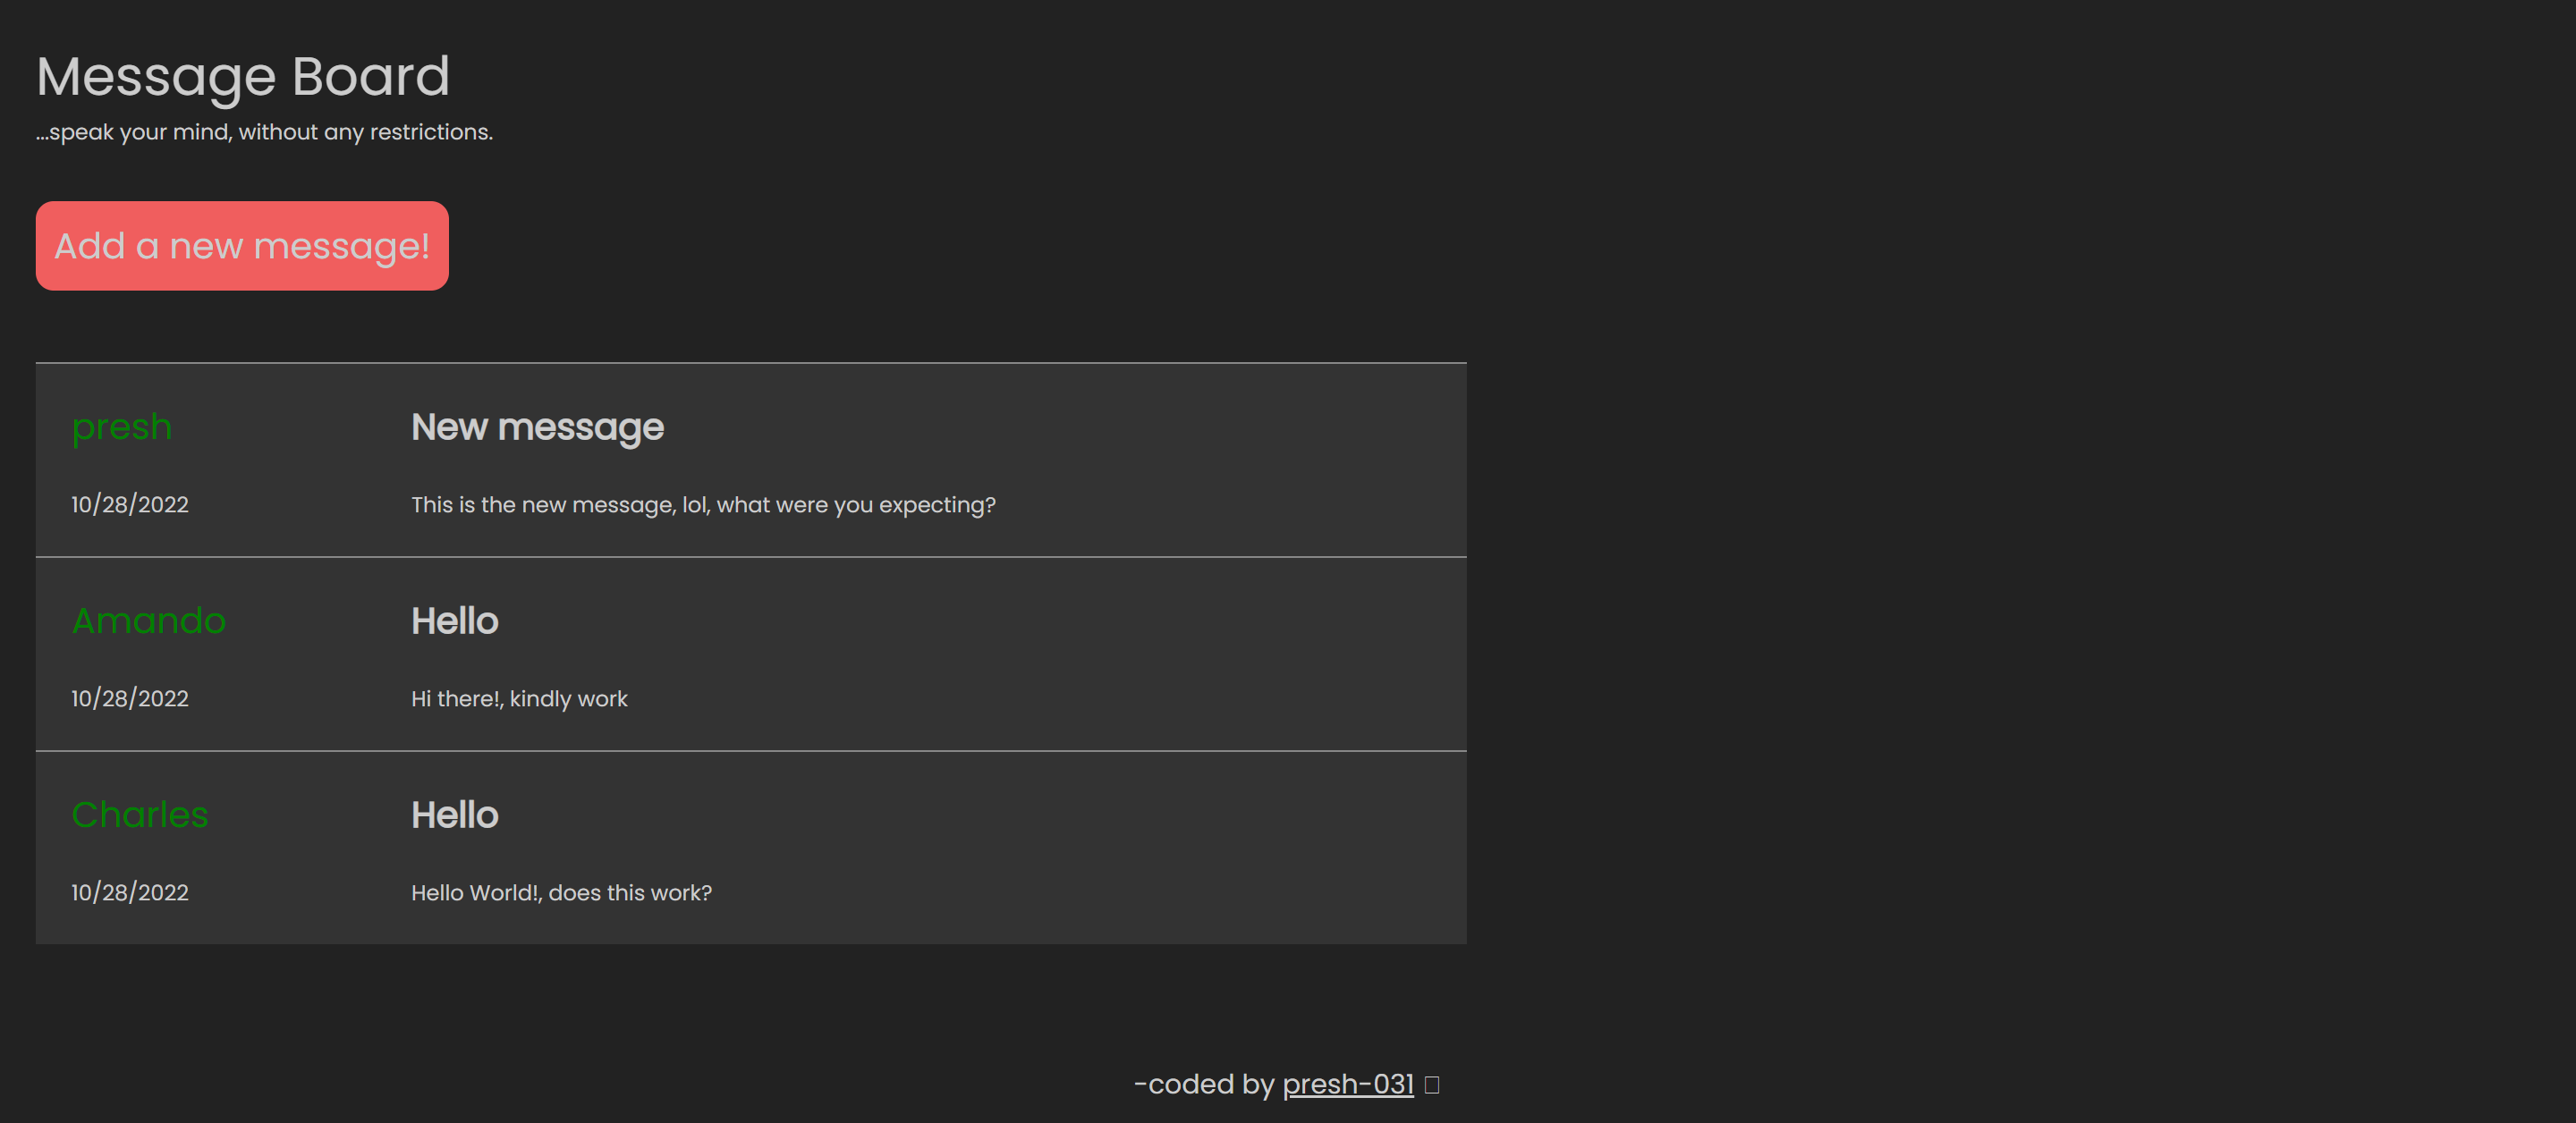 Message Board
...speak your mind, without any restrictions.
Add a new message!
presh
New message
10/28/2022
This is the new message, lol, what were you expecting?
Amando
Hello
10/28/2022
Hi there!, kindly work
Charles
Hello
10/28/2022
Hello World!, does this work?
-coded by presh-031